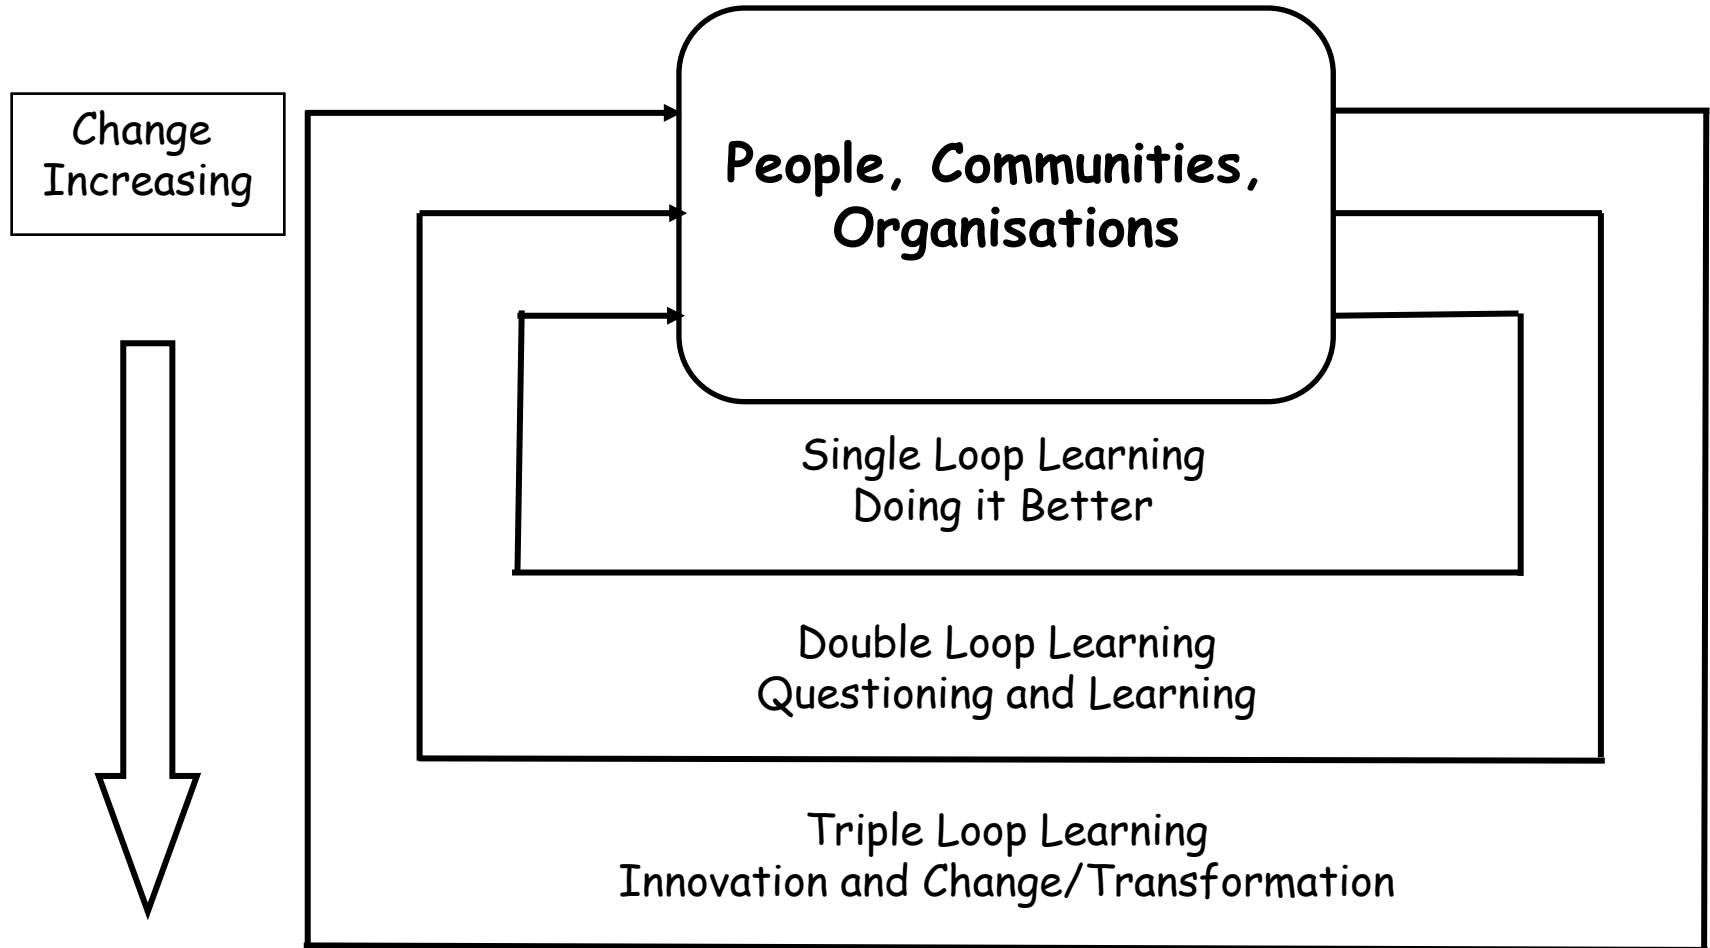 Change
Increasing
People, Communities,
Organisations
Single Loop Learning
Doing it Better
Double Loop Learning
Questioning and Learning
Triple Loop Learning
Innovation and Change/Transformation